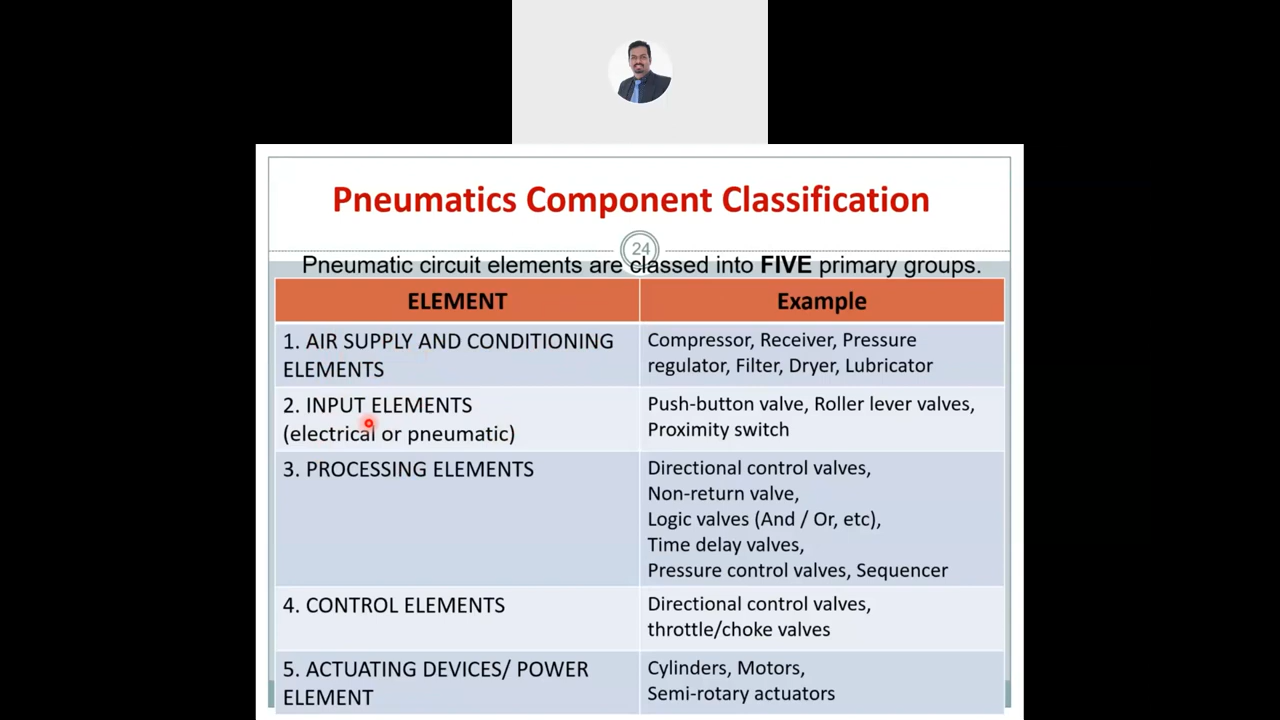 Pneumatics Component Classification
24
Pneumatic circuit elements are classed into FIVE primary groups.
ELEMENT
Example
1. AIR SUPPLY AND CONDITIONING
ELEMENTS
Compressor, Receiver, Pressure
regulator, Filter, Dryer, Lubricator
2. INPUT ELEMENTS
(electrical or pneumatic)
Push-button valve, Roller lever valves,
Proximity switch
3. PROCESSING ELEMENTS
Directional control valves,
Non-return valve,
Logic valves (And / Or, etc),
Time delay valves,
Pressure control valves, Sequencer
4. CONTROL ELEMENTS
Directional control valves,
throttle/choke valves
5. ACTUATING DEVICES/ POWER
ELEMENT
Cylinders, Motors,
Semi-rotary actuators